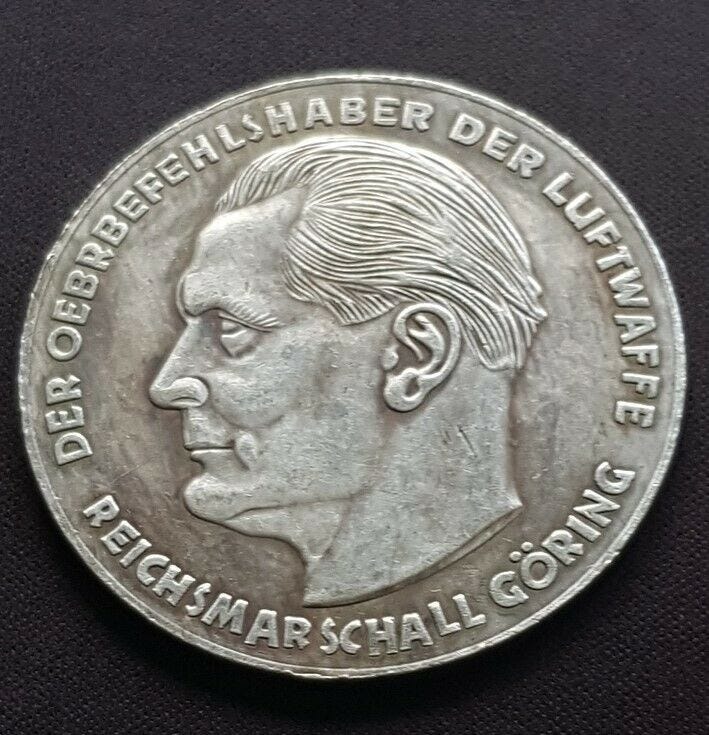 DER OEBRBEFEHLSHABER DER LUFTWAFFE
REICHSMARSCHALL GÖRING